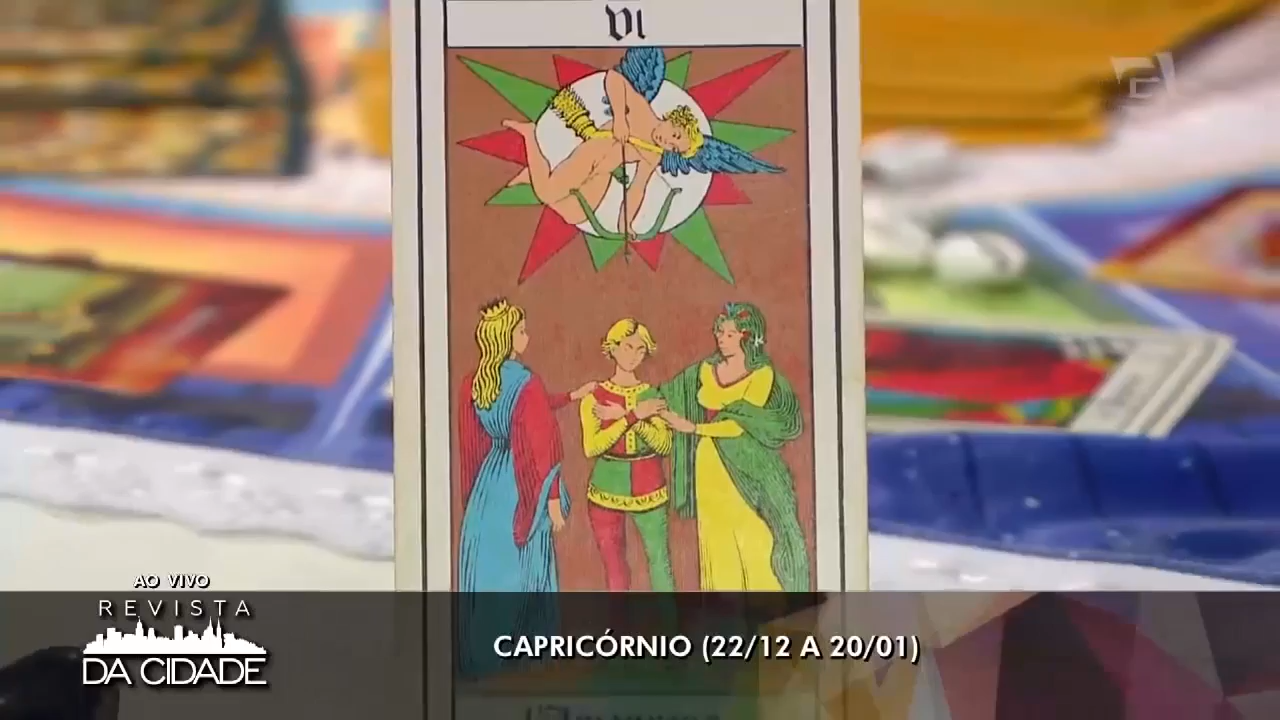 VI
AO VIVO
REVISTA
DA CIDADE
CAPRICÓRNIO (22/12 A 20/01)